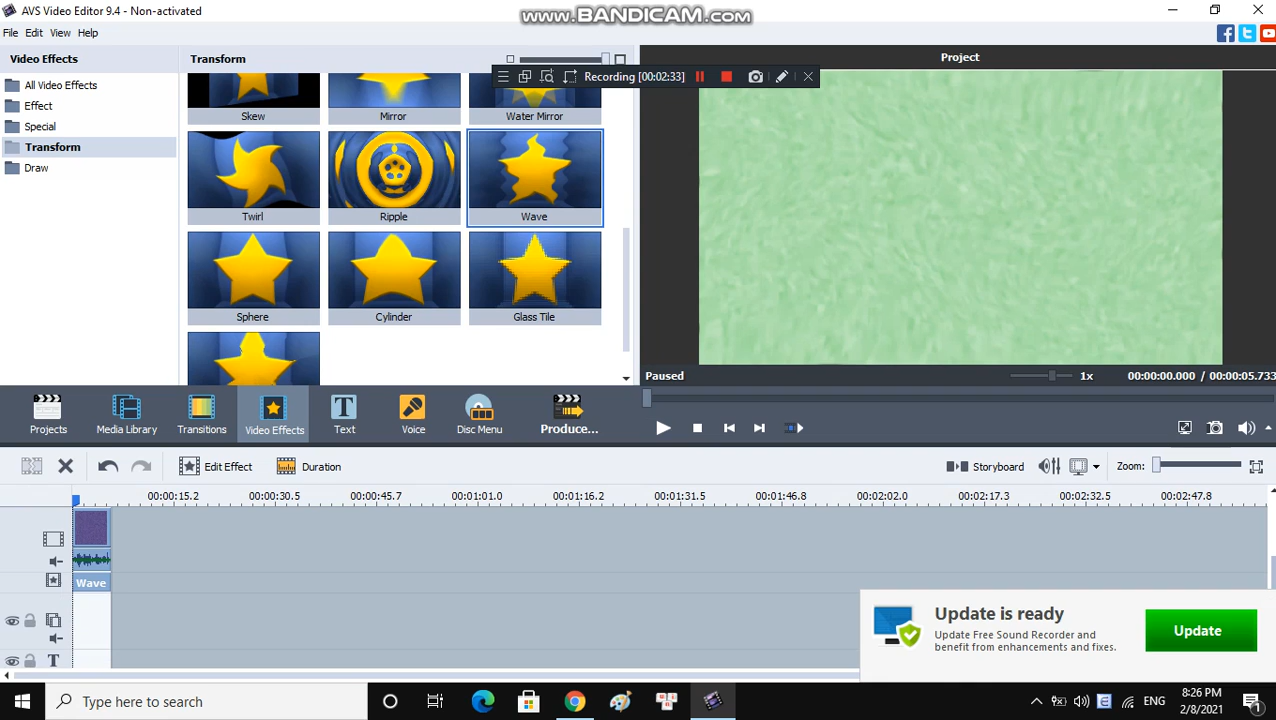 AVS Video Editor 9.4 - Non-activated
www.BANDICAM.com
File Edit View Help
Video Effects
Transform
Project
Recording [00:02:33]
All Video Effects
Effect
Special
Transform
Draw
Skew
Mirror
Water Mirror
Twirl
Ripple
Wave
Sphere
Cylinder
Glass Tile
Paused
1x
00:00:00.000 / 00:00:05.733
Projects
Media Library
Transitions
Video Effects
Text
Voice
Disc Menu
Produce...
Edit Effect
Duration
Storyboard
Zoom:
00:00:15.2 00:00:30.5 00:00:45.7 00:01:01.0 00:01:16.2 00:01:31.5 00:01:46.8 00:02:02.0 00:02:17.3 00:02:32.5 00:02:47.8
Wave
T
Update is ready
Update Free Sound Recorder and
benefit from enhancements and fixes.
Update
Type here to search
ENG
8:26 PM
2/8/2021
1